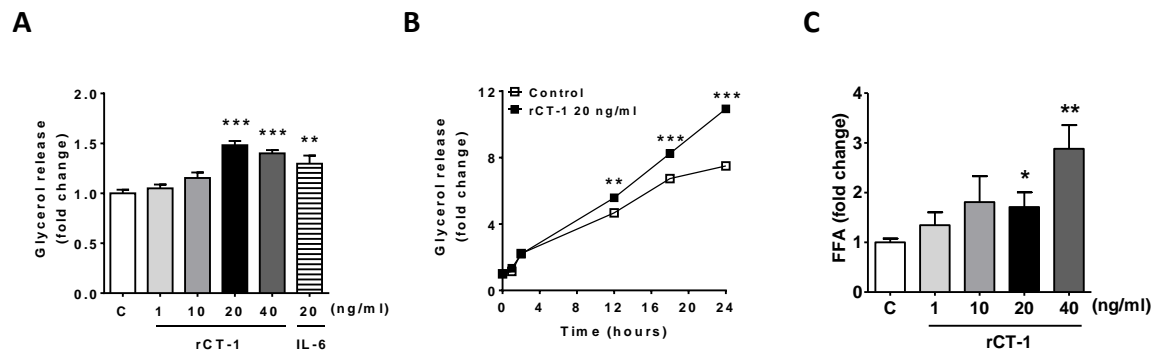 A
Glycerol release
(fold change)
2.0
1.5
1.0
0.5
0.0
***
***
**
C 1 10 20 40 20 (ng/ml)
rCT-1 IL-6
B
Glycerol release
(fold change)
12
8
4
0
Control
rCT-1 20 ng/ml
**
***
***
0 4 8 12 16 20 24
Time (hours)
C
FFA (fold change)
4
3
2
1
0
*
**
C 1 10 20 40 (ng/ml)
rCT-1